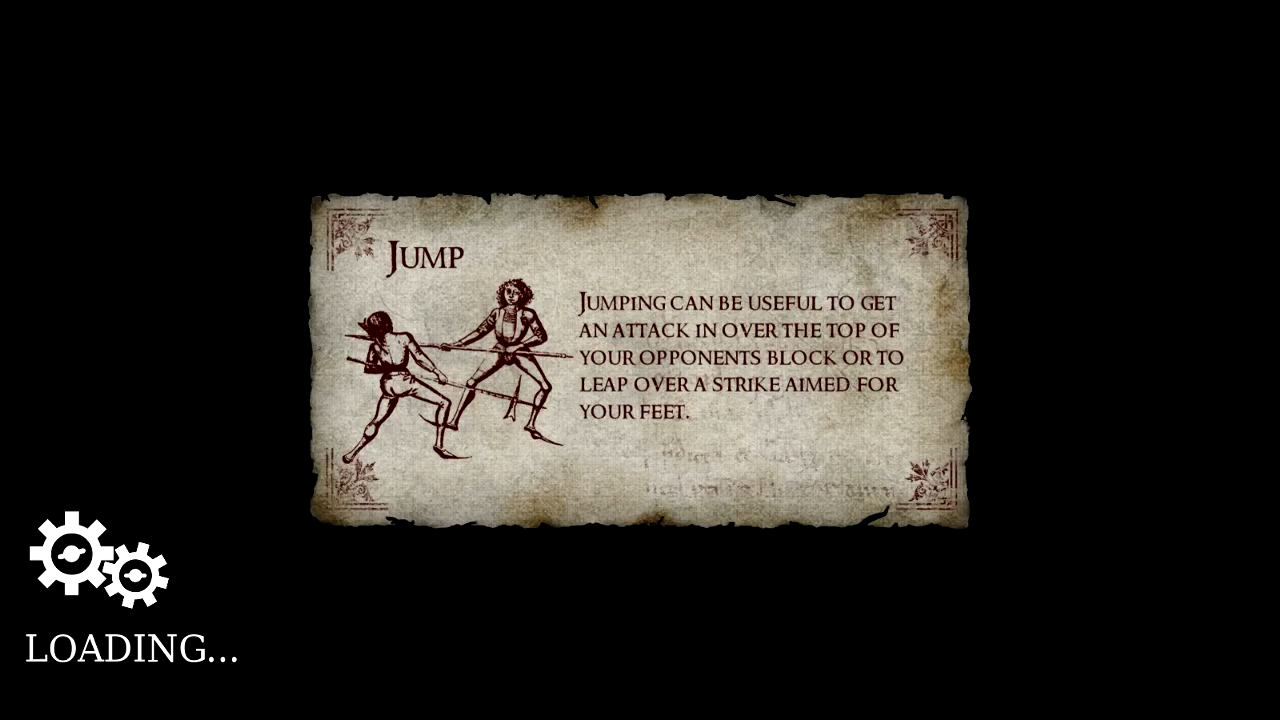 Jump
Jumping can be useful to get
an attack in over the top of
your opponents block or to
leap over a strike aimed for
your feet.
LOADING...